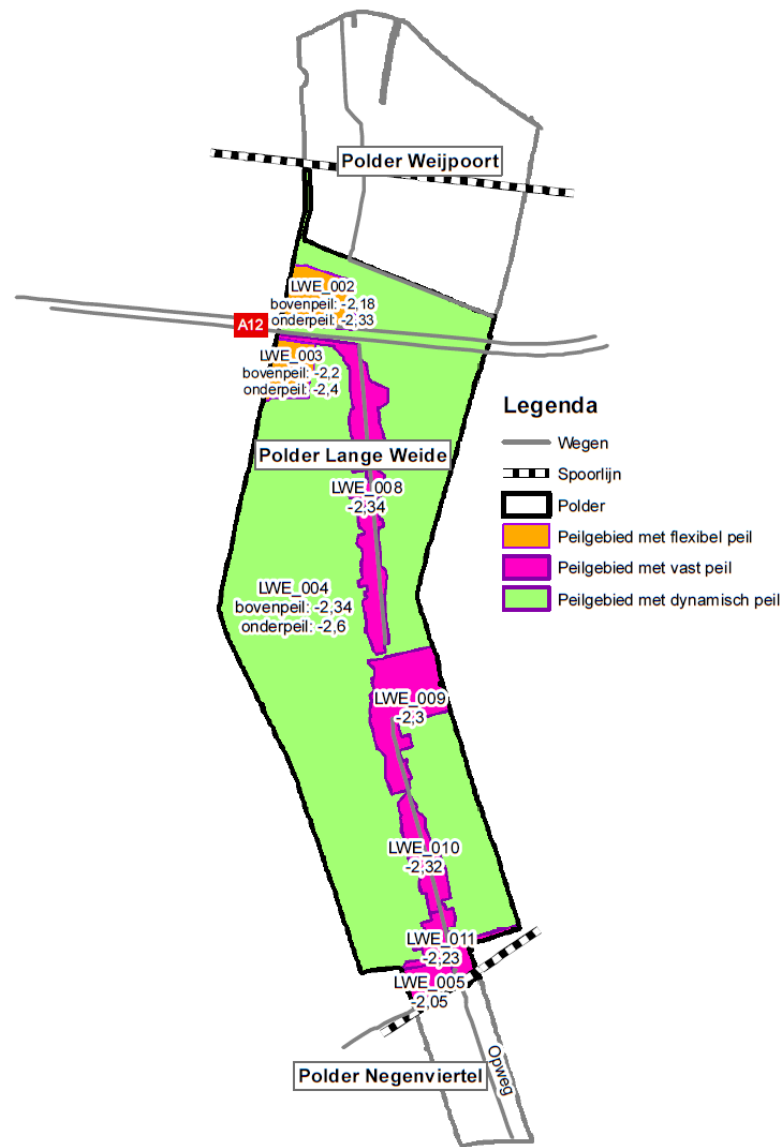 Polder Weijpoort
LWE_002
bovenpeil: -2,18
onderpeil: -2,33
A12
LWE_003
bovenpeil: -2,2
onderpeil: -2,4
Legenda
Wegen
Spoorlijn
Polder
Peilgebied met flexibel peil
Peilgebied met vast peil
Peilgebied met dynamisch peil
Polder Lange Weide
LWE_008
-2,34
LWE_004
bovenpeil: -2,34
onderpeil: -2,6
LWE_009
-2,3
LWE_010
-2,32
LWE_011
-2,23
LWE_005
-2,05
Opweg
Polder Negenviertel